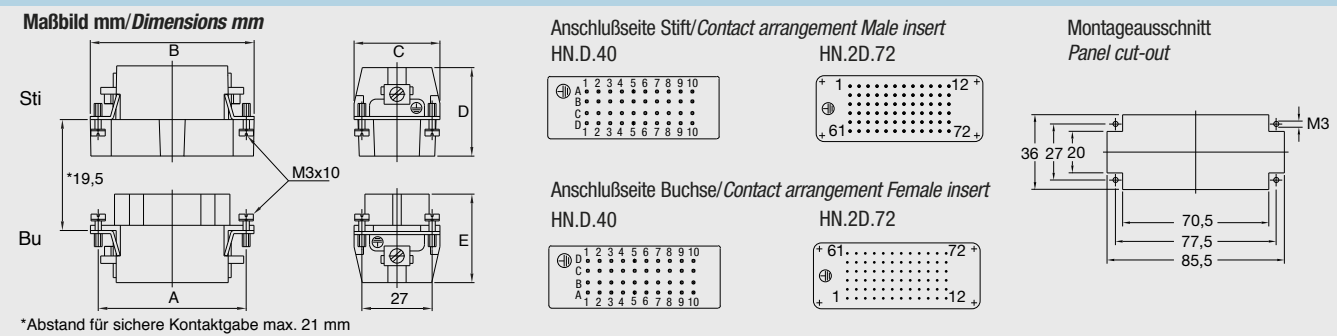 Maßbild mm/Dimensions mm
B
C
Sti
D
*19,5
M3x10
Bu
E
A
27
*Abstand für sichere Kontaktgabe max. 21 mm
Anschlußseite Stift/Contact arrangement Male insert
HN.D.40
HN.2D.72
1 2 3 4 5 6 7 8 9 10
A
B
C
D
1 2 3 4 5 6 7 8 9 10
+ 1 12 +
+ 61 72 +
Anschlußseite Buchse/Contact arrangement Female insert
HN.D.40
HN.2D.72
1 2 3 4 5 6 7 8 9 10
D
C
B
A
1 2 3 4 5 6 7 8 9 10
+ 61 72 +
+ 1 12 +
Montageausschnitt
Panel cut-out
M3
36 27 20
70,5
77,5
85,5